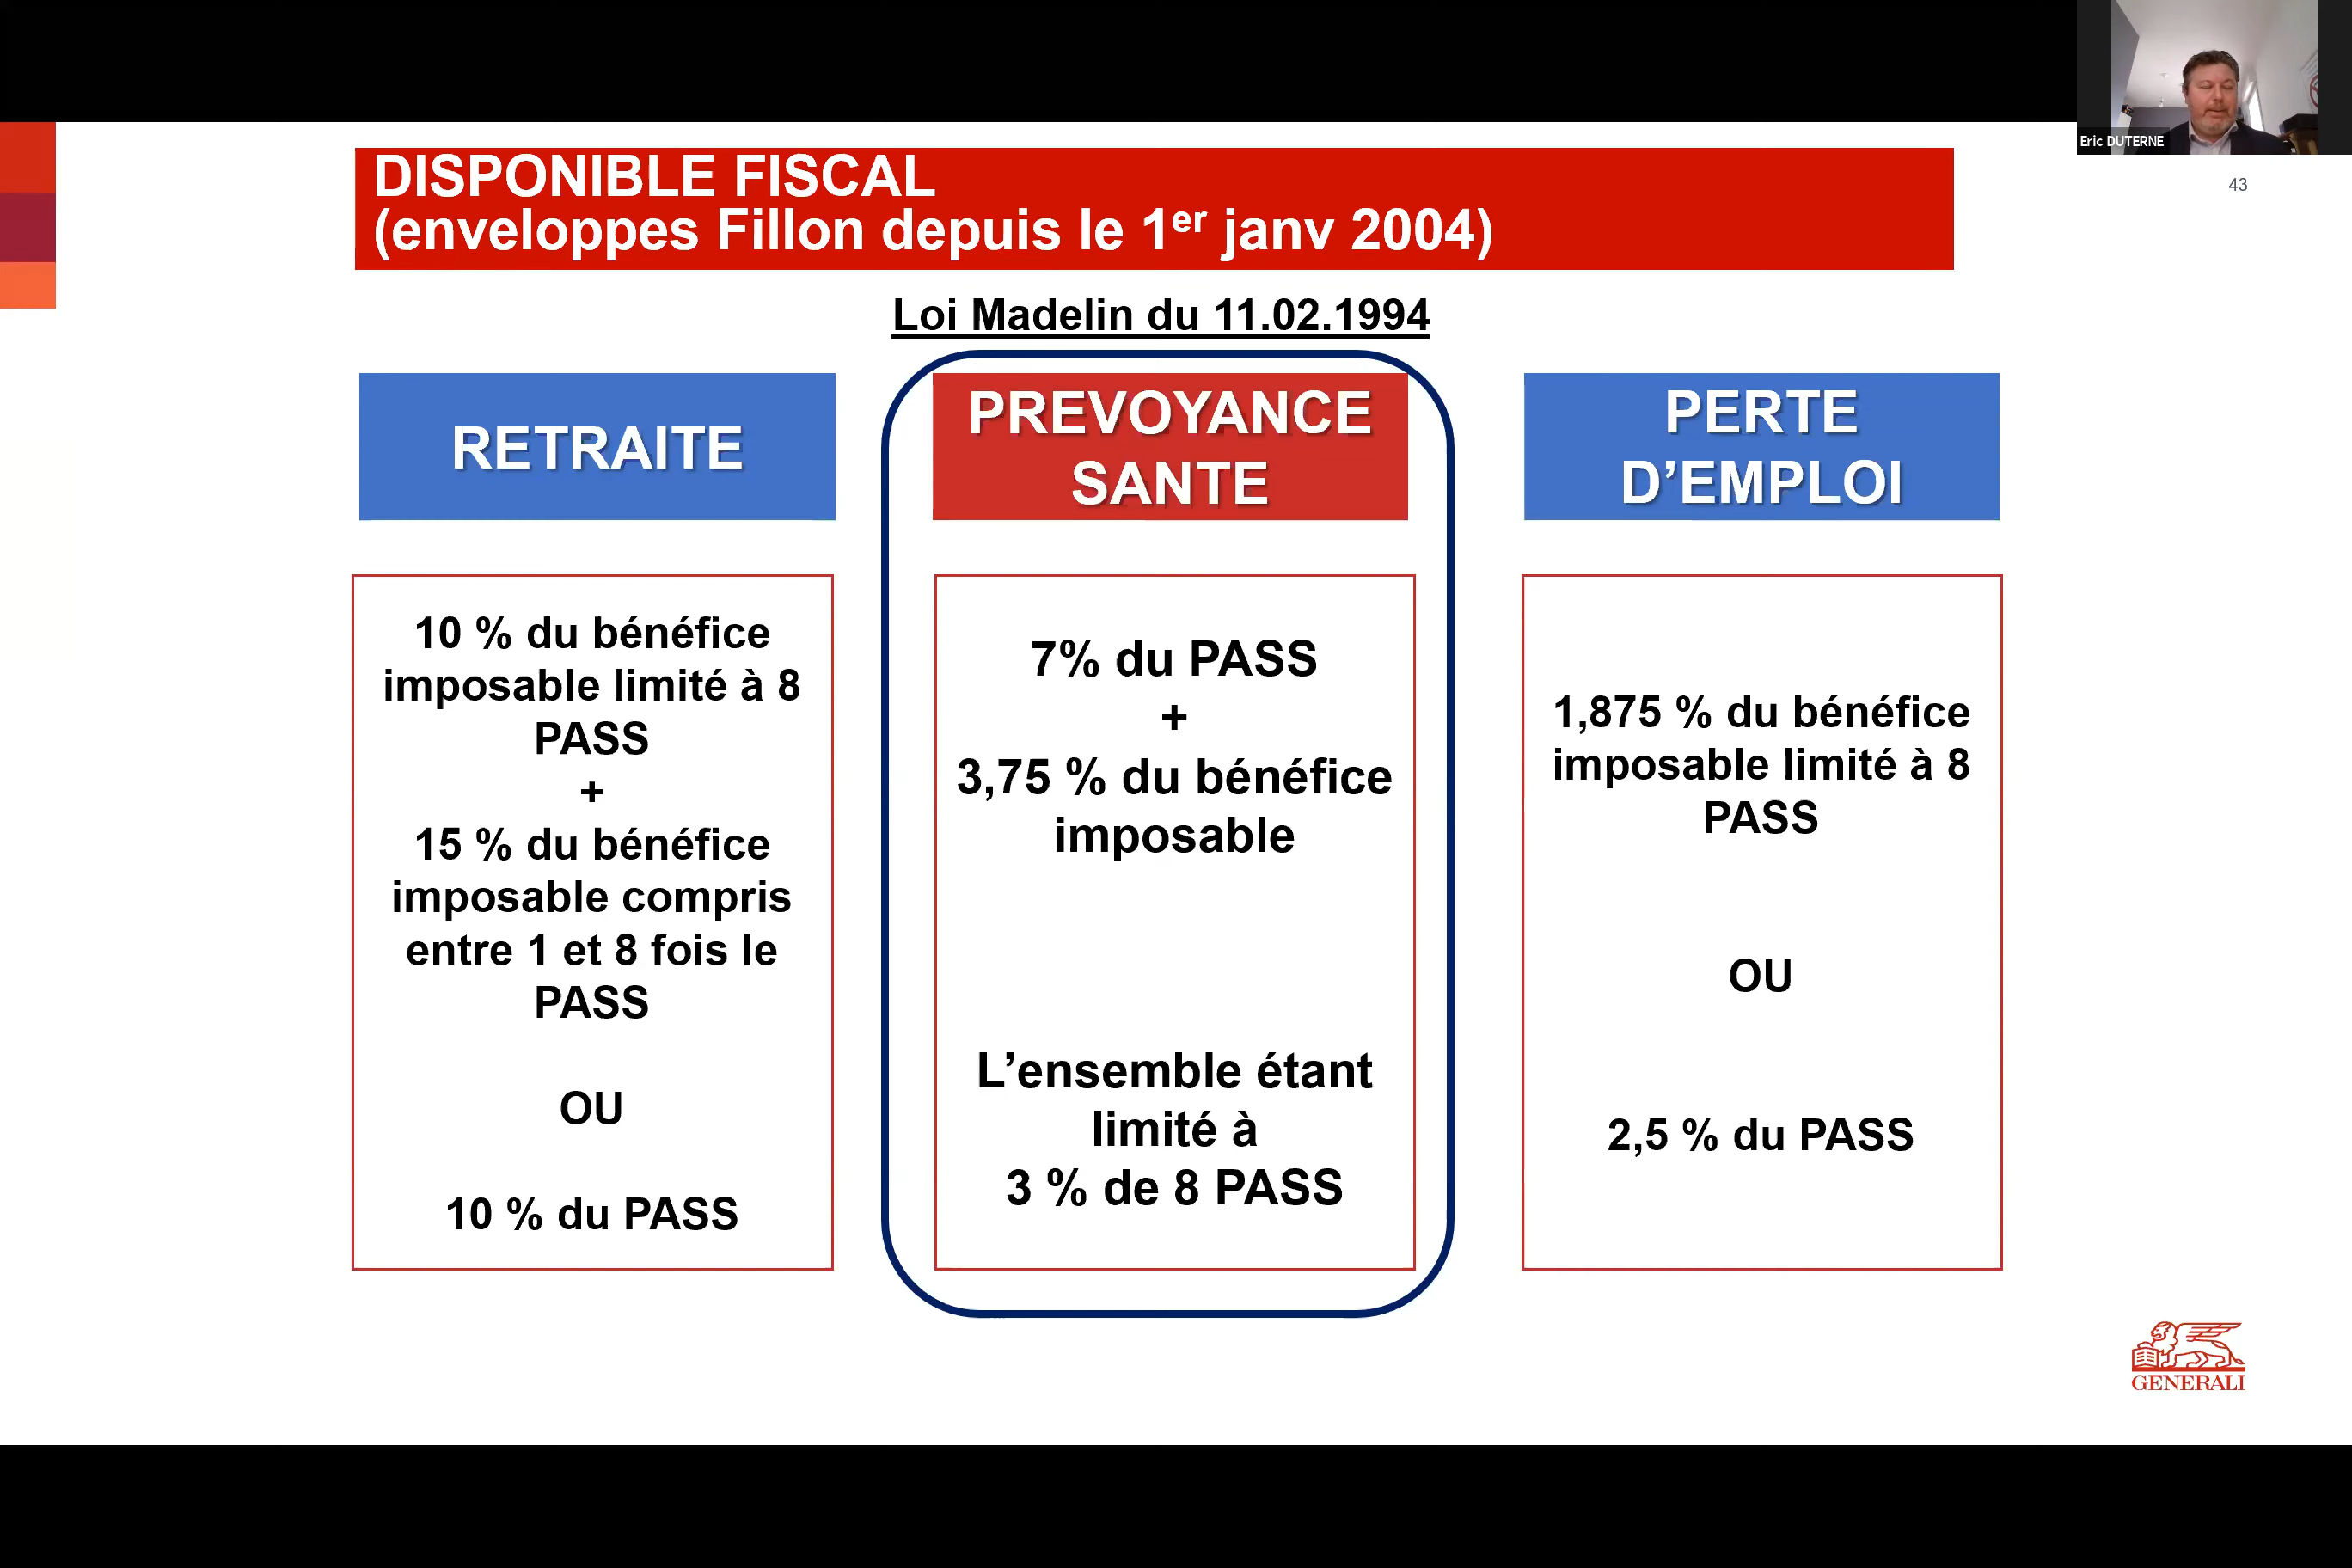 Eric DUTERNE
43
DISPONIBLE FISCAL
(enveloppes Fillon depuis le 1er janv 2004)
Loi Madelin du 11.02.1994
RETRAITE
10 % du bénéfice
imposable limité à 8
PASS
+
15 % du bénéfice
imposable compris
entre 1 et 8 fois le
PASS
OU
10 % du PASS
PREVOYANCE
SANTE
7% du PASS
+
3,75 % du bénéfice
imposable
L’ensemble étant
limité à
3 % de 8 PASS
PERTE
D’EMPLOI
1,875 % du bénéfice
imposable limité à 8
PASS
OU
2,5 % du PASS
GENERALI